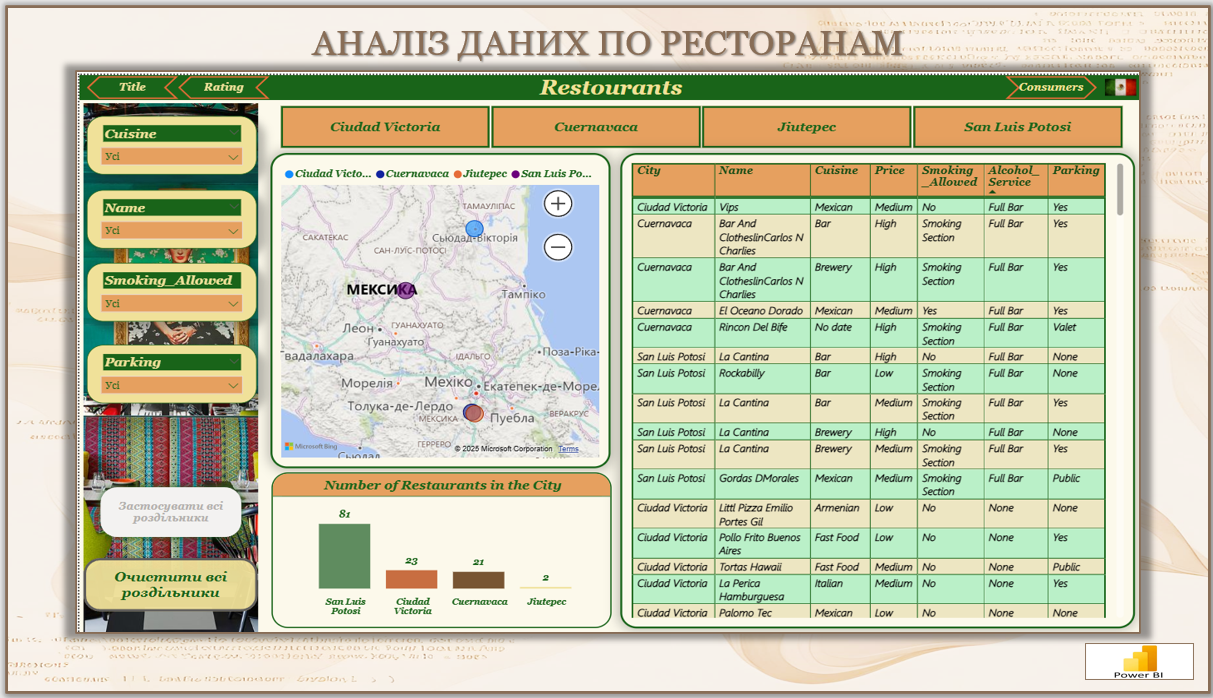 АНАЛІЗ ДАНИХ ПО РЕСТОРАНАМ
Title
Rating
Restourants
Consumers
Cuisine
Усі
Name
Усі
Smoking_Allowed
Усі
Parking
Усі
Застосувати всі
роздільники
Очистити всі
роздільники
Ciudad Victoria
Cuernavaca
Jiutepec
San Luis Potosi
Ciudad Victo... Cuernavaca Jiutepec San Luis Po...
ТАМАУЛІПАС
САКАТЕКАС
Сьюдад-Вікторія
САН-ЛУЇС-ПОТОСІ
МЕКСИКА
Тампіко
Леон
ГУАНАХУАТО
Гуанахуато
вадалахара
ІДАЛЬГО
Поза-Ріка-
Морелія
Мехіко
Екатепек-де-Море.
Толука-де-Лердо
МЕКСИКА
Пуебла
ВЕРАКРУС
ГЕРРЕРО
Microsoft Bing
© 2025 Microsoft Corporation Terms
Number of Restaurants in the City
81
23
21
2
San Luis
Potosi
Ciudad
Victoria
Cuernavaca
Jiutepec
City Name Cuisine Price Smoking
_Allowed Alcohol_
Service Parking
Ciudad Victoria Vips Mexican Medium No Full Bar Yes
Cuernavaca Bar And Bar High Smoking Full Bar Yes
ClotheslinCarlos N Section
Charlies
Cuernavaca Bar And Brewery High Smoking Full Bar Yes
ClotheslinCarlos N Section
Charlies
Cuernavaca El Oceano Dorado Mexican Medium Yes Full Bar Yes
Cuernavaca Rincon Del Bife No date High Smoking Full Bar Valet
Section
San Luis Potosi La Cantina Bar High No Full Bar None
San Luis Potosi Rockabilly Bar Low Smoking Full Bar None
Section
San Luis Potosi La Cantina Bar Medium Smoking Full Bar Yes
Section
San Luis Potosi La Cantina Brewery High No Full Bar None
San Luis Potosi La Cantina Brewery Medium Smoking Full Bar Yes
Section
San Luis Potosi Gordas DMorales Mexican Medium Smoking Full Bar Public
Section
Ciudad Victoria Littl Pizza Emilio Armenian Low No None None
Portes Gil
Ciudad Victoria Pollo Frito Buenos Fast Food Low No None Yes
Aires
Ciudad Victoria Tortas Hawaii Fast Food Medium No None Public
Ciudad Victoria La Perica Italian Medium No None Yes
Hamburguesa
Ciudad Victoria Palomo Tec Mexican Low No None None
Power BI